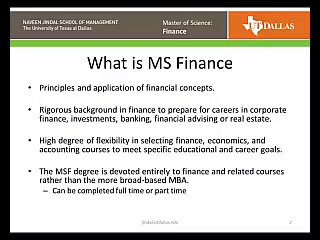 NAVEEN JINDAL SCHOOL OF MANAGEMENT
The University of Texas at Dallas
Master of Science:
Finance
UT DALLAS
What is MS Finance
• Principles and application of financial concepts.
• Rigorous background in finance to prepare for careers in corporate
finance, investments, banking, financial advising or real estate.
• High degree of flexibility in selecting finance, economics, and
accounting courses to meet specific educational and career goals.
• The MSF degree is devoted entirely to finance and related courses
rather than the more broad-based MBA.
– Can be completed full time or part time
jindal.utdallas.edu
2